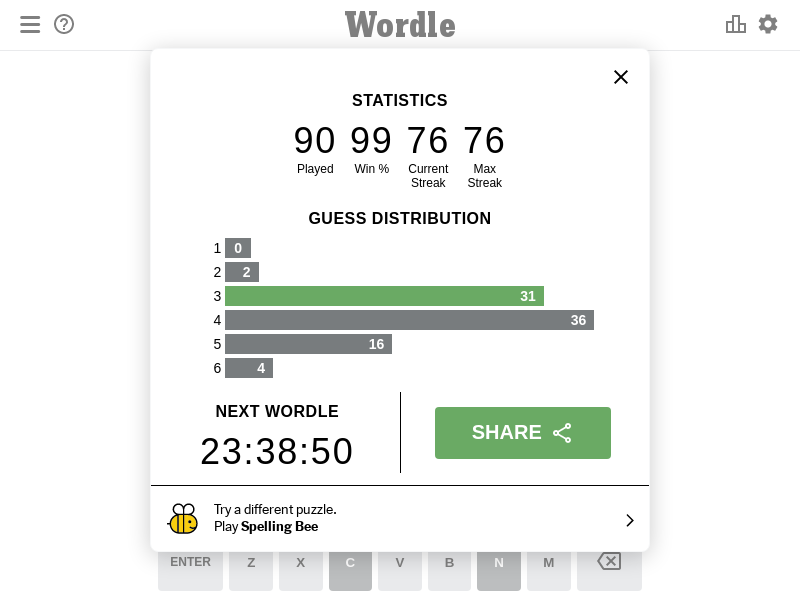 Wordle
STATISTICS
90 99 76 76
Played Win % Current Streak Max Streak
GUESS DISTRIBUTION
1 0
2 2
3 31
4 36
5 16
6 4
NEXT WORDLE
23:38:50
SHARE
Try a different puzzle.
Play Spelling Bee
ENTER Z X C V B N M